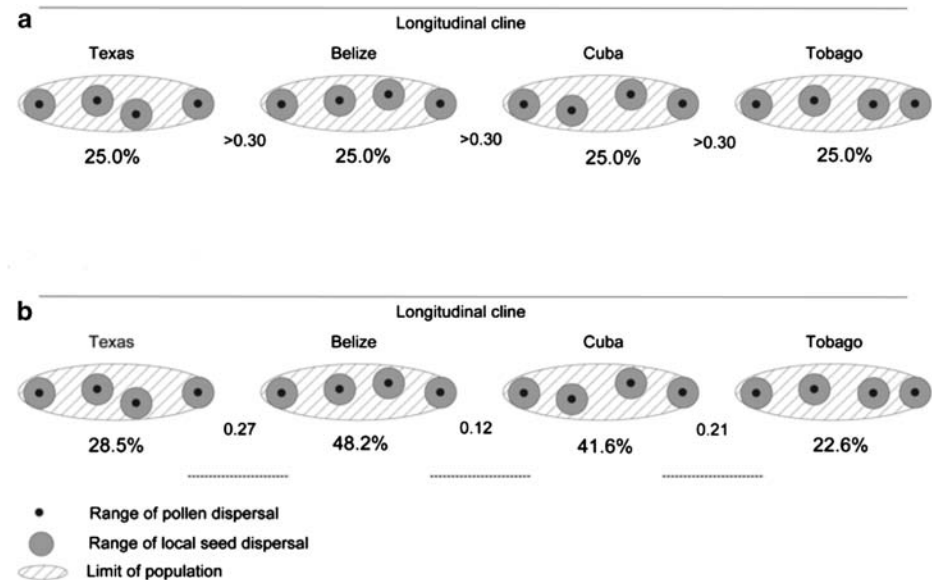 a
Longitudinal cline
Texas Belize Cuba Tobago
>0.30 >0.30 >0.30
25.0% 25.0% 25.0% 25.0%
b
Longitudinal cline
Texas Belize Cuba Tobago
0.27 0.12 0.21
28.5% 48.2% 41.6% 22.6%
Range of pollen dispersal
Range of local seed dispersal
Limit of population